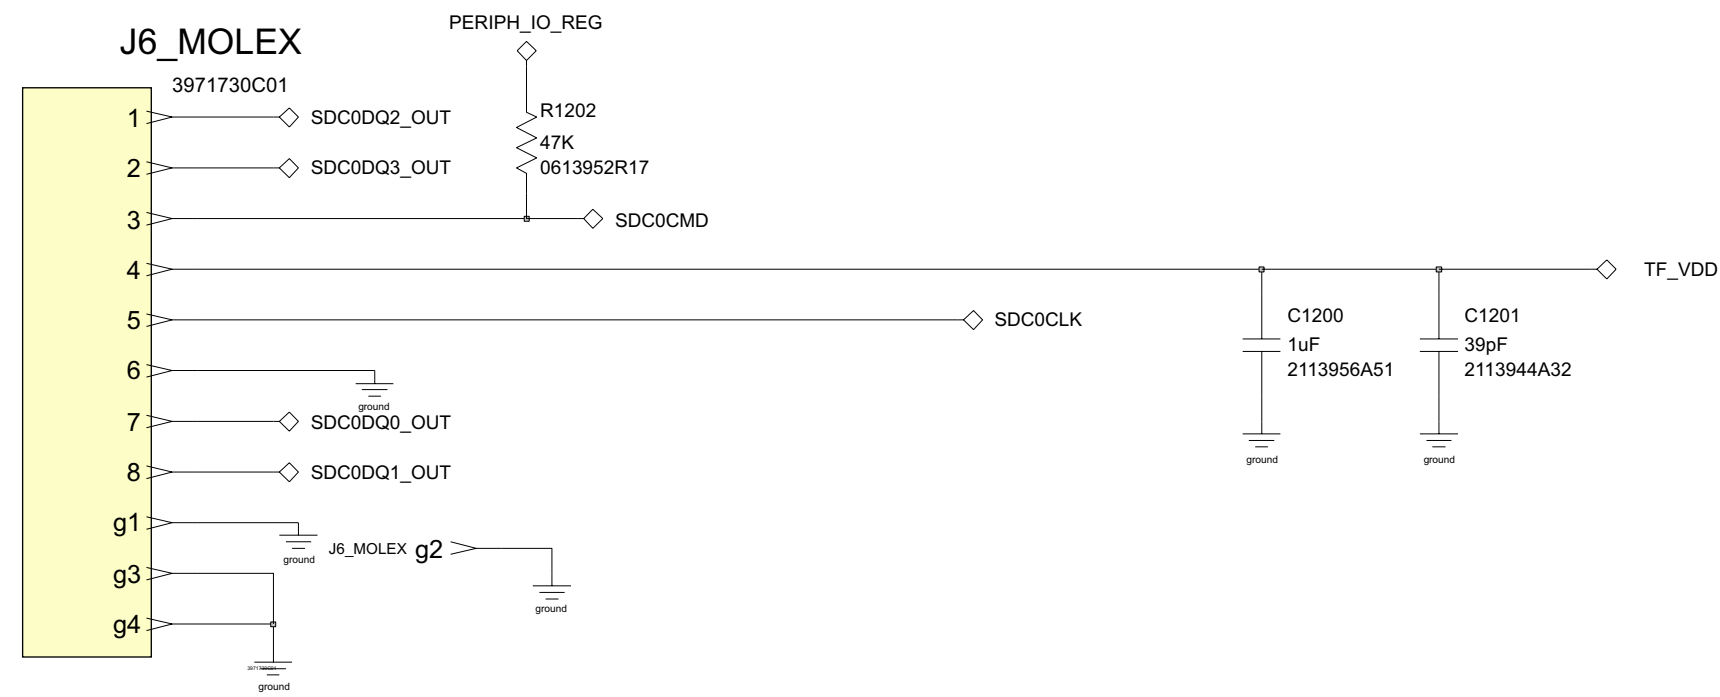 PERIPH_IO_REG
J6_MOLEX
3971730C01
1
SDC0DQ2_OUT
R1202
47K
0613952R17
2
SDC0DQ3_OUT
3
SDC0CMD
4
TF_VDD
5
SDC0CLK
C1200
1uF
2113956A51
C1201
39pF
2113944A32
6
ground
7
SDC0DQ0_OUT
ground
ground
8
SDC0DQ1_OUT
g1
ground
J6_MOLEX g2
ground
g3
g4
3971730C01
ground